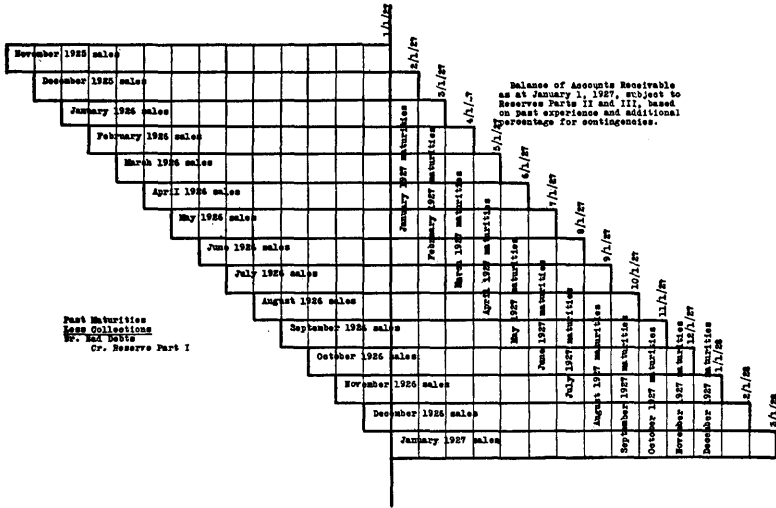 1/1/27
November 1925 sales
2/1/27
December 1925 sales
3/1/27
January 1926 sales
4/1/-7
February 1926 sales
5/1/27
March 1926 sales
6/1/27
April 1926 sales
7/1/27
May 1926 sales
8/1/27
June 1926 sales
9/1/27
July 1926 sales
10/1/27
August 1926 sales
11/1/27
September 1926 sales
12/1/27
October 1926 sales
1/1/28
November 1926 sales
2/1/28
December 1926 sales
3/1/28
January 1927 sales
Balance of Accounts Receivable
as at January 1, 1927, subject to
Reserves Parts II and III, based
on past experience and additional
percentage for contingencies.
January 1927 maturities
February 1927 maturities
March 1927 maturities
April 1927 maturities
May 1927 maturities
June 1927 maturities
July 1927 maturities
August 1927 maturities
September 1927 maturities
October 1927 maturities
November 1927 maturities
December 1927 maturities
Past Maturities
Less Collections
Dr. Bad Debts
Cr. Reserve Part I